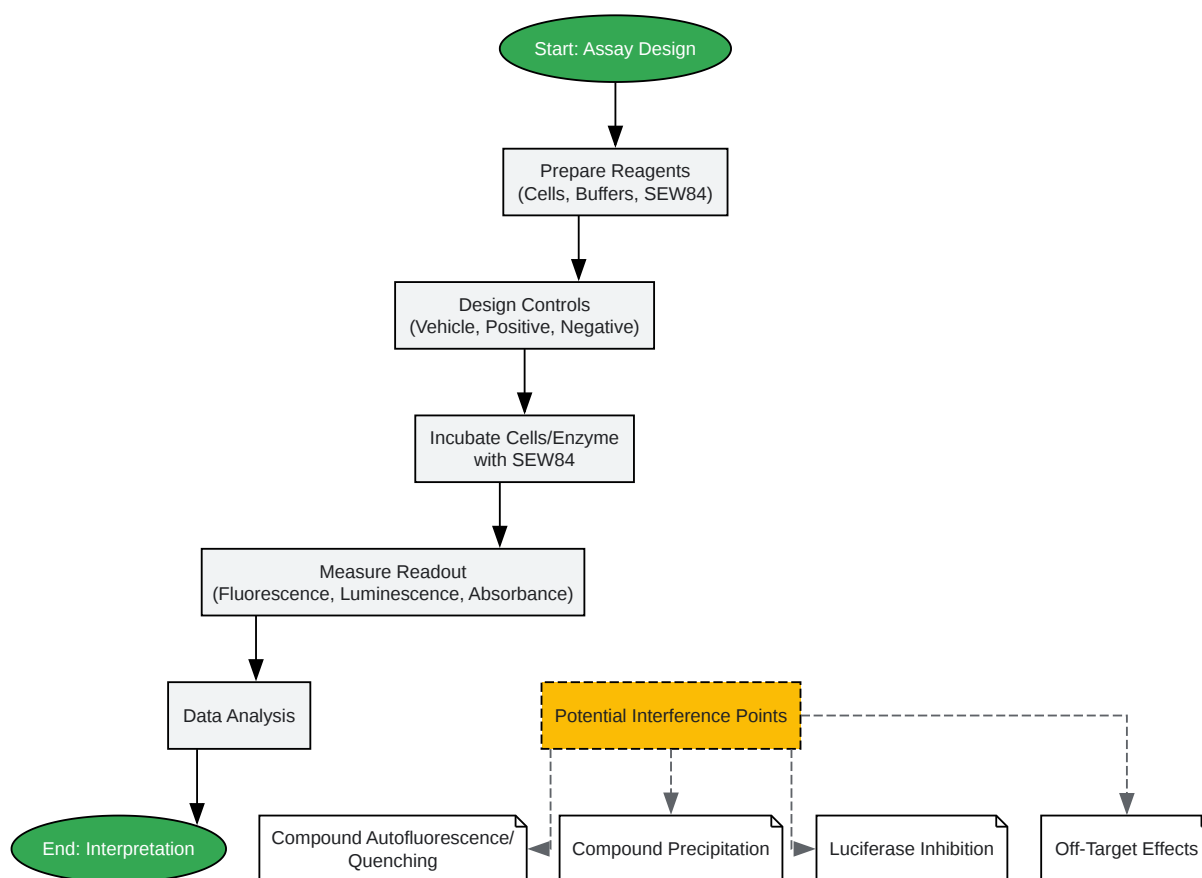 Start: Assay Design
Prepare Reagents
(Cells, Buffers, SEW84)
Design Controls
(Vehicle, Positive, Negative)
Incubate Cells/Enzyme
with SEW84
Measure Readout
(Fluorescence, Luminescence, Absorbance)
Data Analysis
Potential Interference Points
End: Interpretation
Compound Autofluorescence/
Quenching
Compound Precipitation
Luciferase Inhibition
Off-Target Effects